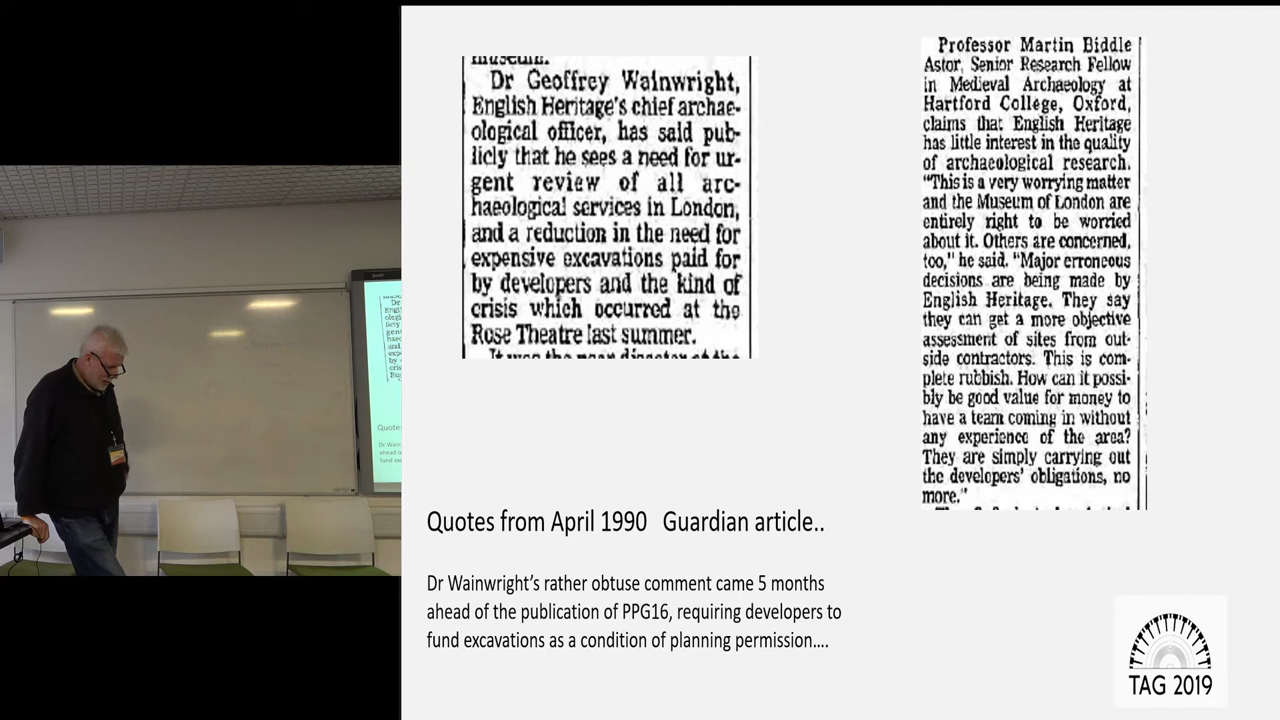 museum.
Dr Geoffrey Wainwright,
English Heritage's chief archae-
ological officer, has said pub-
licly that he sees a need for ur-
gent review of all arc-
haeological services in London,
and a reduction in the need for
expensive excavations paid for
by developers and the kind of
crisis which occurred at the
Rose Theatre last summer.
It was the near disaster at the
Professor Martin Biddle
Astor, Senior Research Fellow
in Medieval Archaeology at
Hartford College, Oxford,
claims that English Heritage
has little interest in the quality
of archaeological research.
"This is a very worrying matter
and the Museum of London are
entirely right to be worried
about it. Others are concerned,
too," he said. "Major erroneous
decisions are being made by
English Heritage. They say
they can get a more objective
assessment of sites from out-
side contractors. This is com-
plete rubbish. How can it possi-
bly be good value for money to
have a team coming in without
any experience of the area?
They are simply carrying out
the developers' obligations, no
more."
Quotes from April 1990 Guardian article..
Dr Wainwright's rather obtuse comment came 5 months
ahead of the publication of PPG16, requiring developers to
fund excavations as a condition of planning permission....
TAG 2019